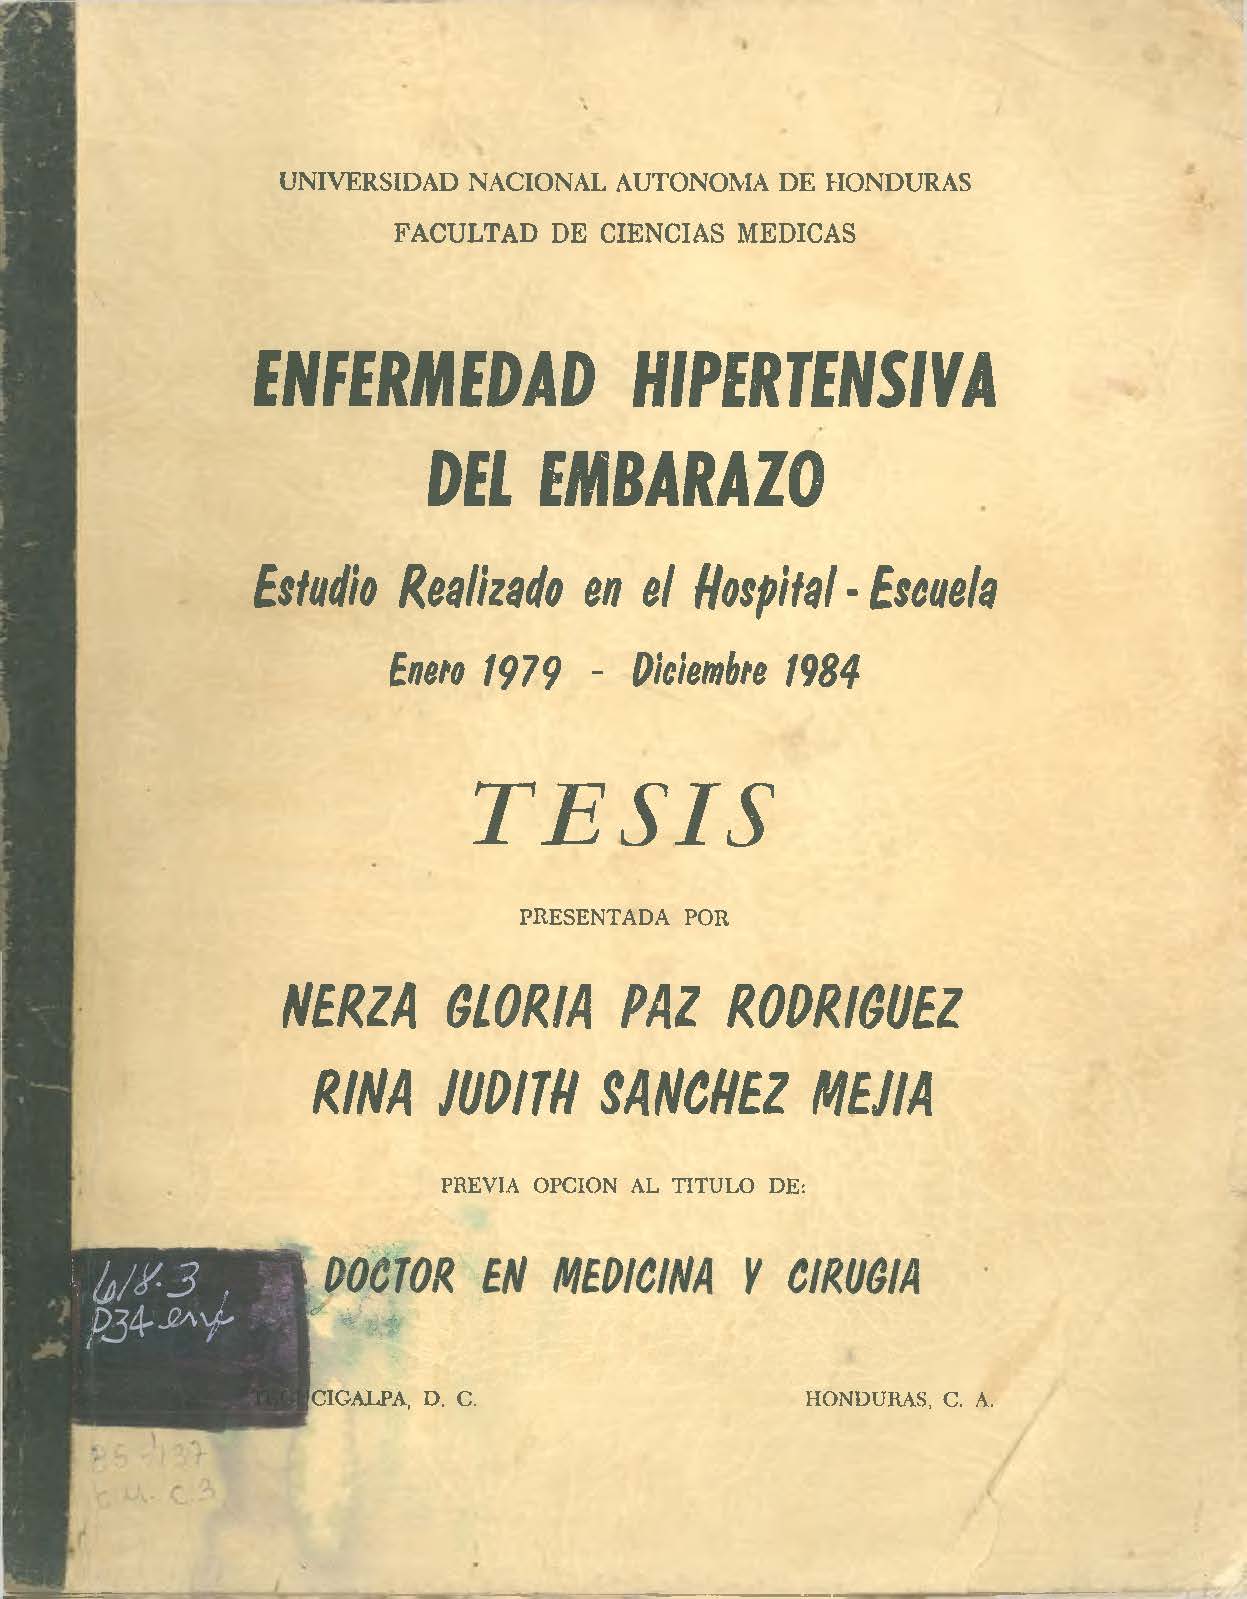 UNIVERSIDAD NACIONAL AUTONOMA DE HONDURAS
FACULTAD DE CIENCIAS MEDICAS
ENFERMEDAD HIPERTENSIVA
DEL EMBARAZO
Estudio Realizado en el Hospital - Escuela
Enero 1979 - Diciembre 1984
TESIS
PRESENTADA POR
NERZA GLORIA PAZ RODRIGUEZ
RINA JUDITH SANCHEZ MEJIA
PREVIA OPCION AL TITULO DE:
DOCTOR EN MEDICINA Y CIRUGIA
618.3
P34 enf
CIGALPA, D. C. HONDURAS, C. A.
C.3